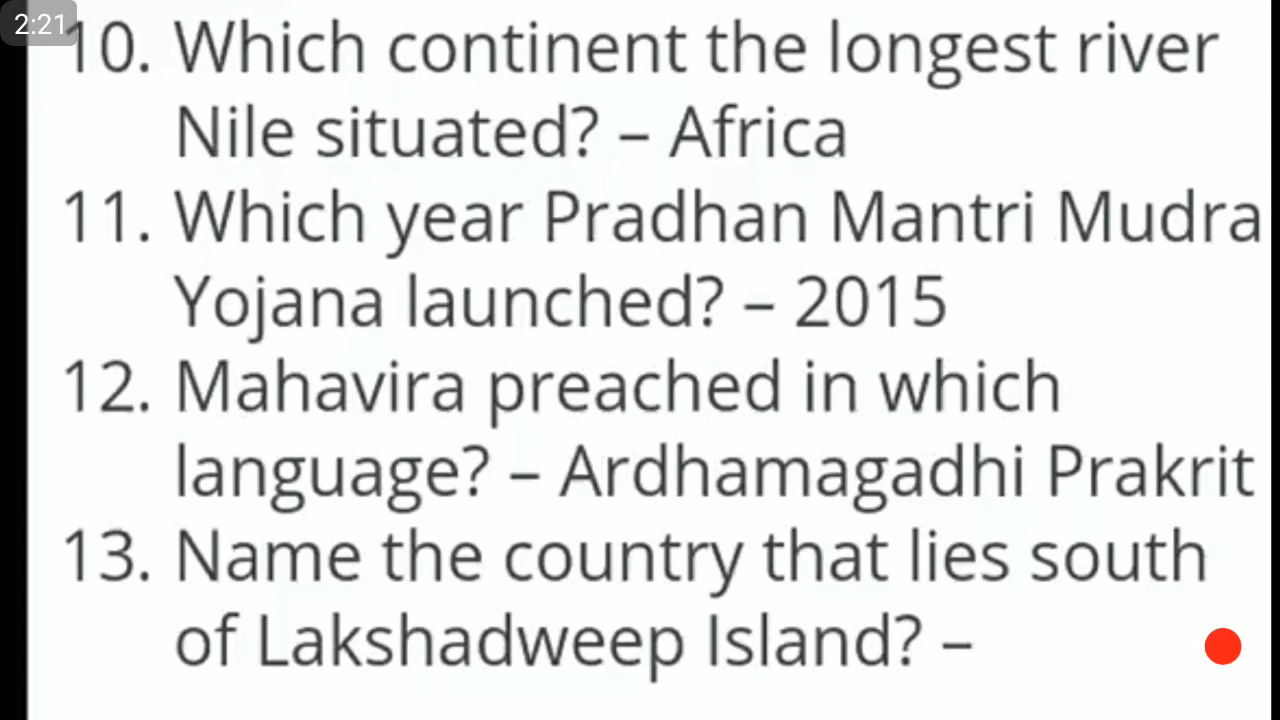 2:21
10. Which continent the longest river
Nile situated? – Africa
11. Which year Pradhan Mantri Mudra
Yojana launched? – 2015
12. Mahavira preached in which
language? – Ardhamagadhi Prakrit
13. Name the country that lies south
of Lakshadweep Island? –